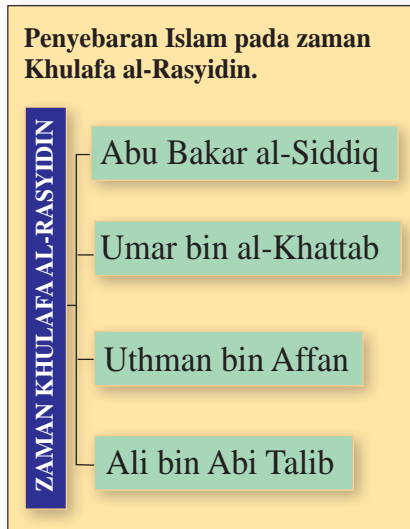 Penyebaran Islam pada zaman
Khulafa al-Rasyidin.
ZAMAN KHULAFA AL-RASYIDIN
Abu Bakar al-Siddiq
Umar bin al-Khattab
Uthman bin Affan
Ali bin Abi Talib